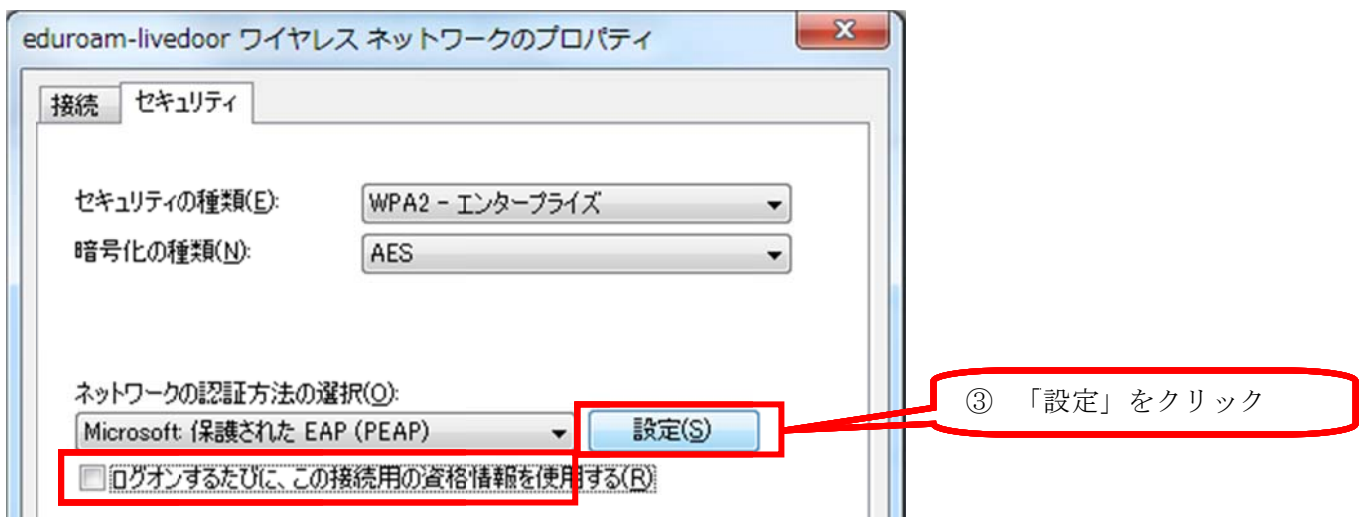 eduroam-livedoor ワイヤレス ネットワークのプロパティ
接続 セキュリティ
セキュリティの種類(E): WPA2 - エンタープライズ
暗号化の種類(N): AES
ネットワークの認証方法の選択(O):
Microsoft: 保護された EAP (PEAP) 設定(S)
③ 「設定」をクリック
ログオンするたびに、この接続用の資格情報を使用する(R)